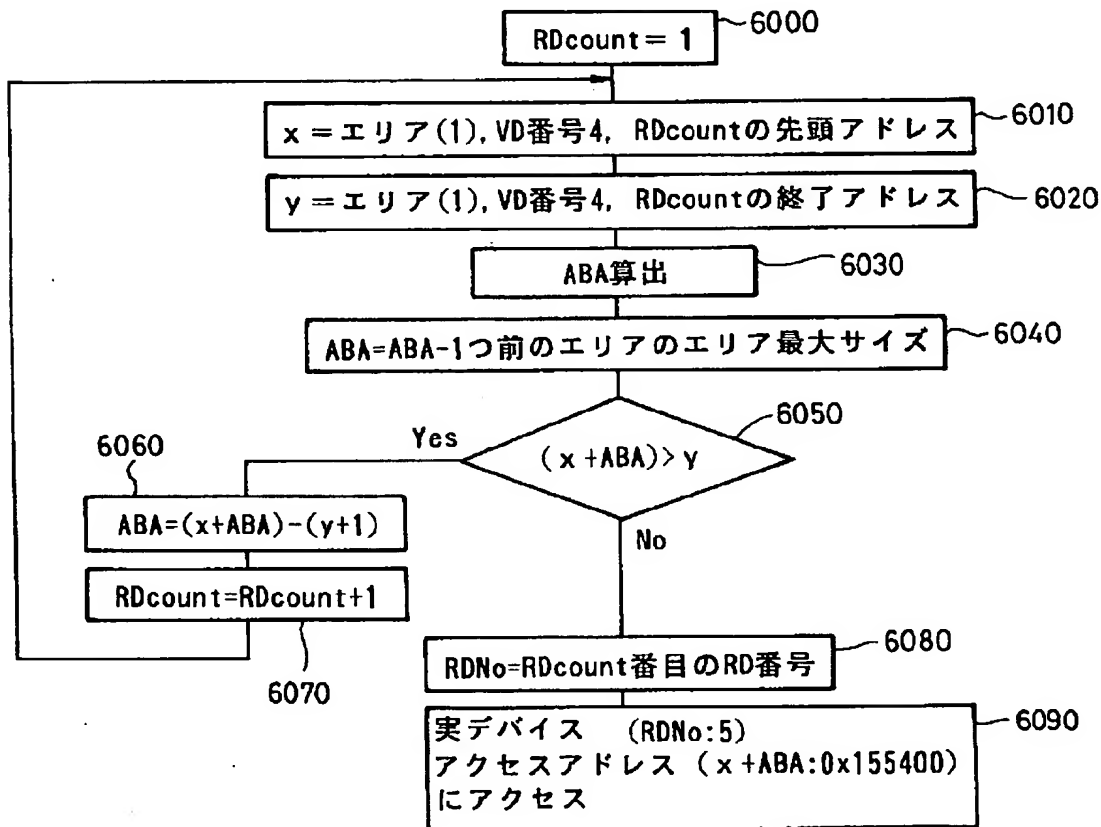 RDcount= 1
6000
x=エリア(1), VD番号4, RDcountの先頭アドレス
6010
y=エリア(1), VD番号4, RDcountの終了アドレス
6020
ABA算出
6030
ABA=ABA-1つ前のエリアのエリア最大サイズ
6040
6050
(x+ABA)>y
Yes
No
6060
ABA=(x+ABA)-(y+1)
RDcount=RDcount+1
6070
RDNo=RDcount番目のRD番号
6080
実デバイス (RDNo:5)
アクセスアドレス (x+ABA:0x155400)
にアクセス
6090